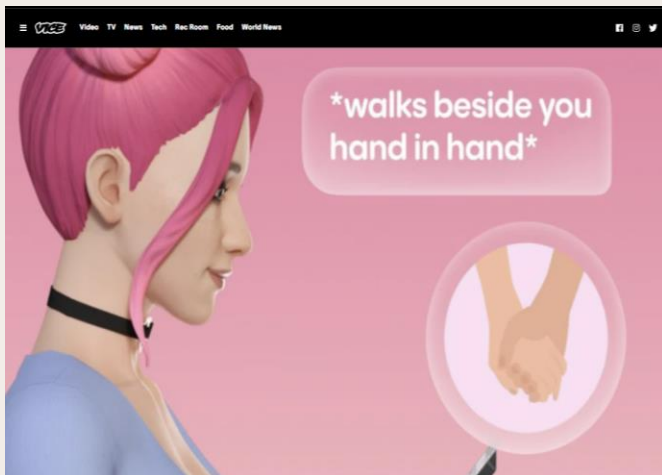 VICE Video TV News Tech Rec Room Food World News
*walks beside you
hand in hand*